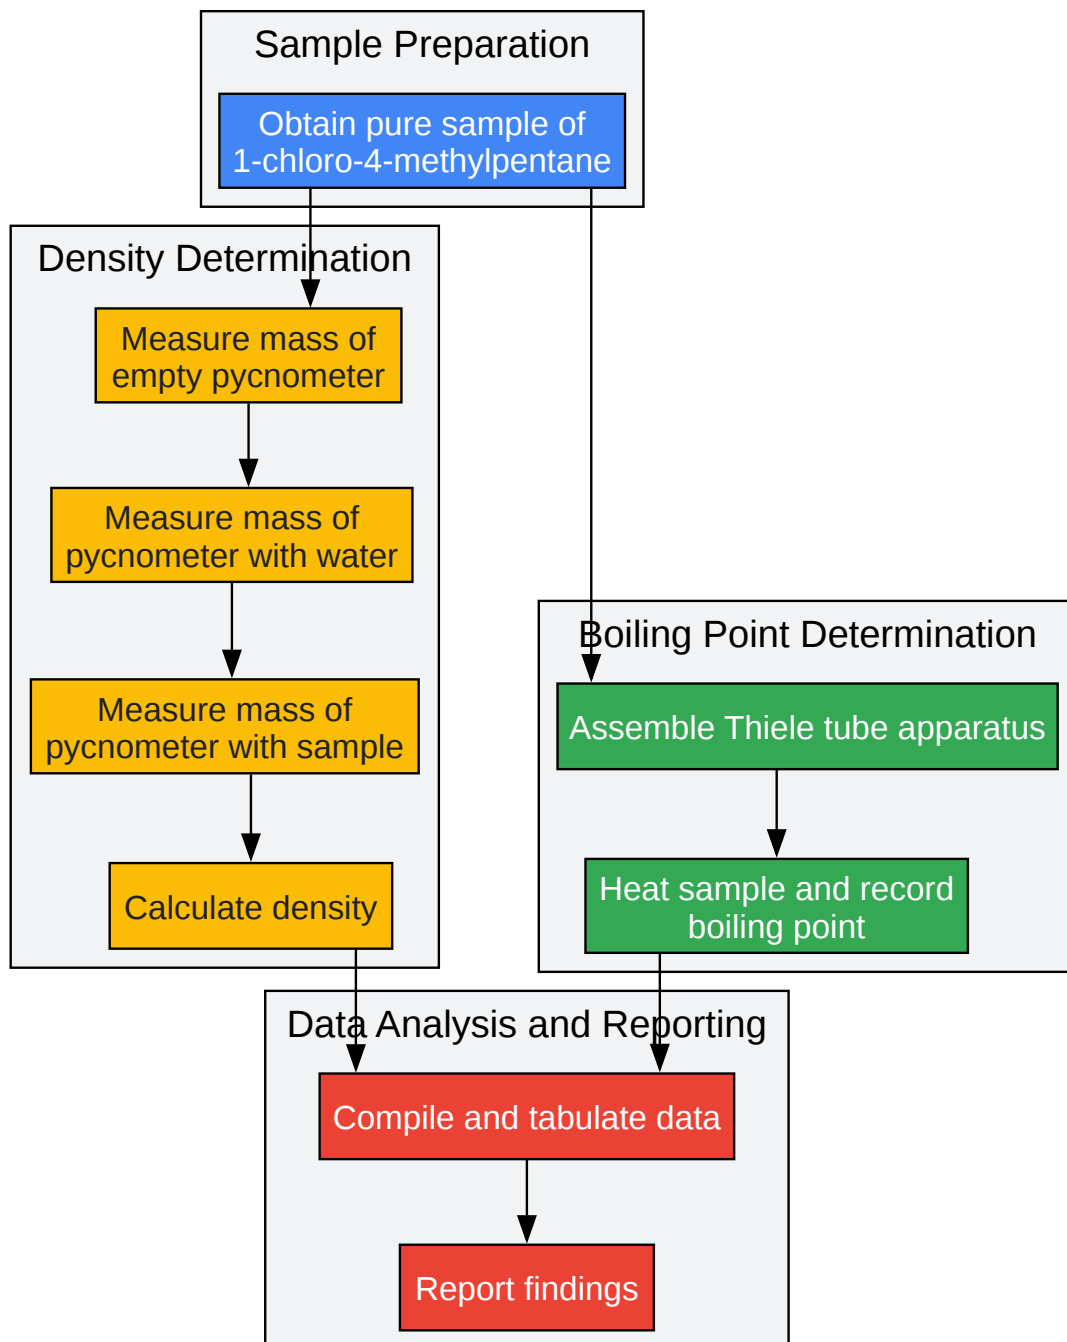 Sample Preparation
Obtain pure sample of
1-chloro-4-methylpentane
Density Determination
Measure mass of
empty pycnometer
Measure mass of
pycnometer with water
Measure mass of
pycnometer with sample
Calculate density
Boiling Point Determination
Assemble Thiele tube apparatus
Heat sample and record
boiling point
Data Analysis and Reporting
Compile and tabulate data
Report findings